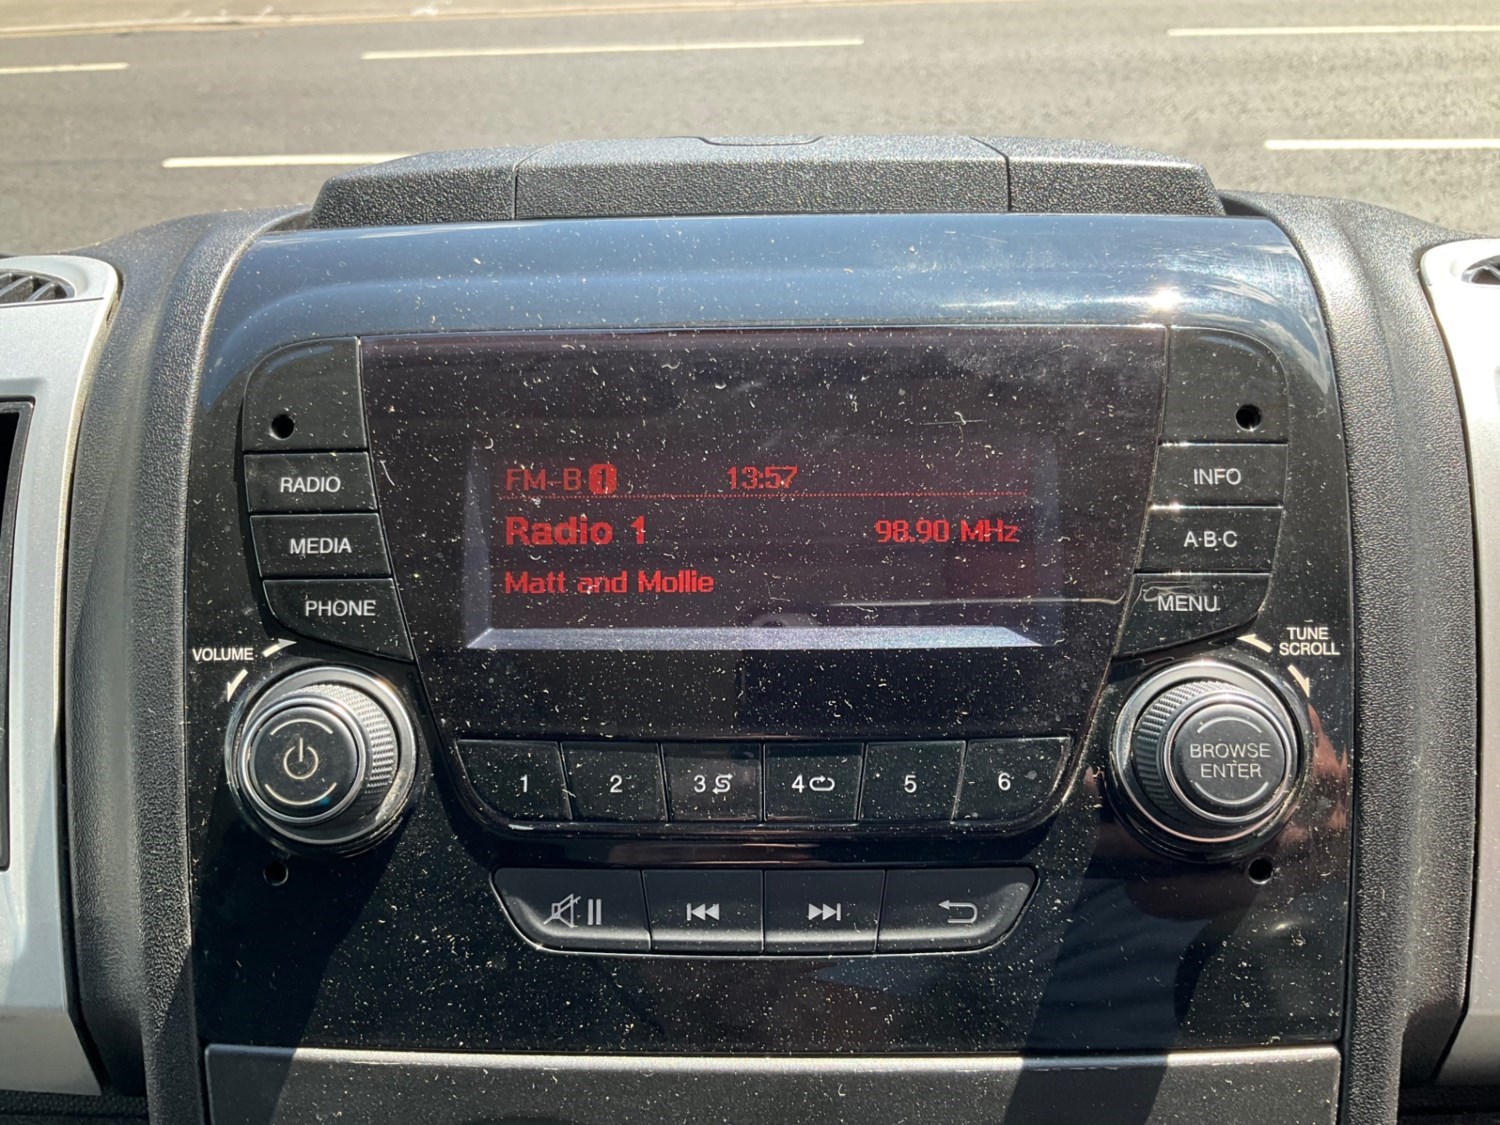 FM-B 1 13:57
Radio 1 98.90 MHz
Matt and Mollie
RADIO
MEDIA
PHONE
INFO
A·B·C
MENU
VOLUME
TUNE
SCROLL
BROWSE
ENTER
1 2 3 4 5 6